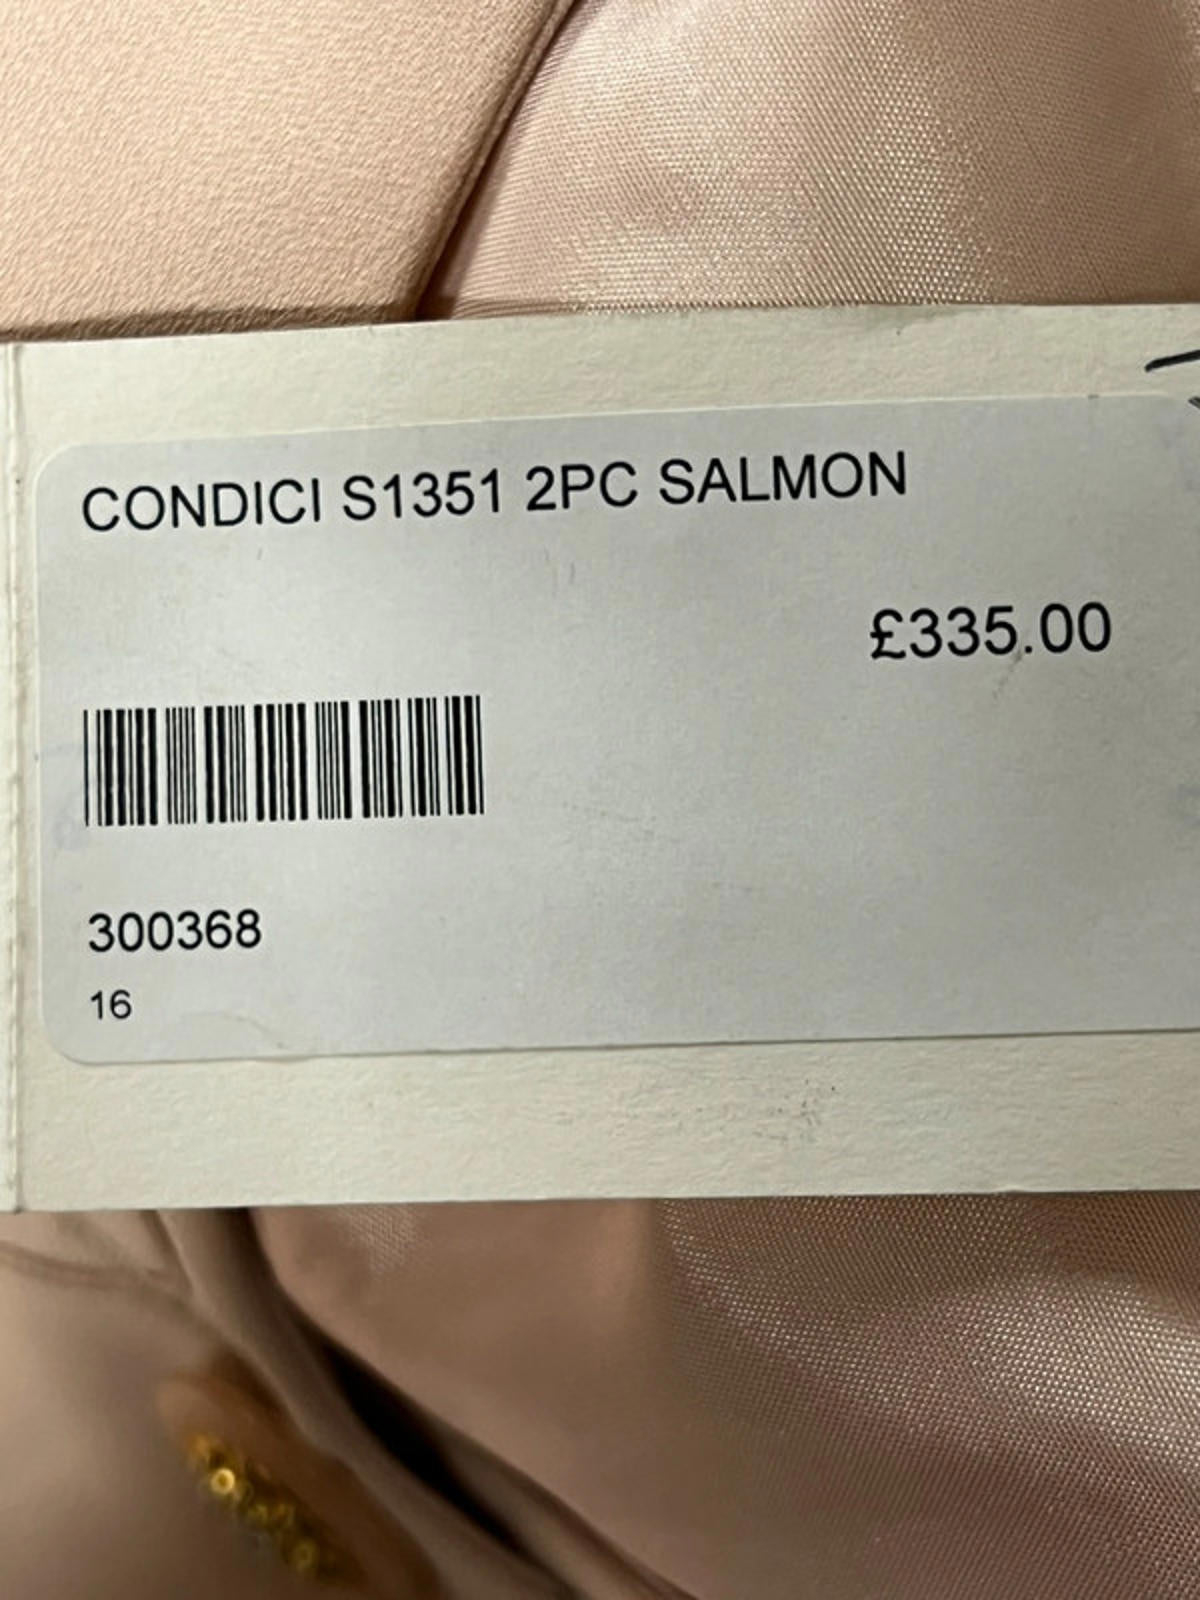 CONDICI S1351 2PC SALMON
£335.00
300368
16